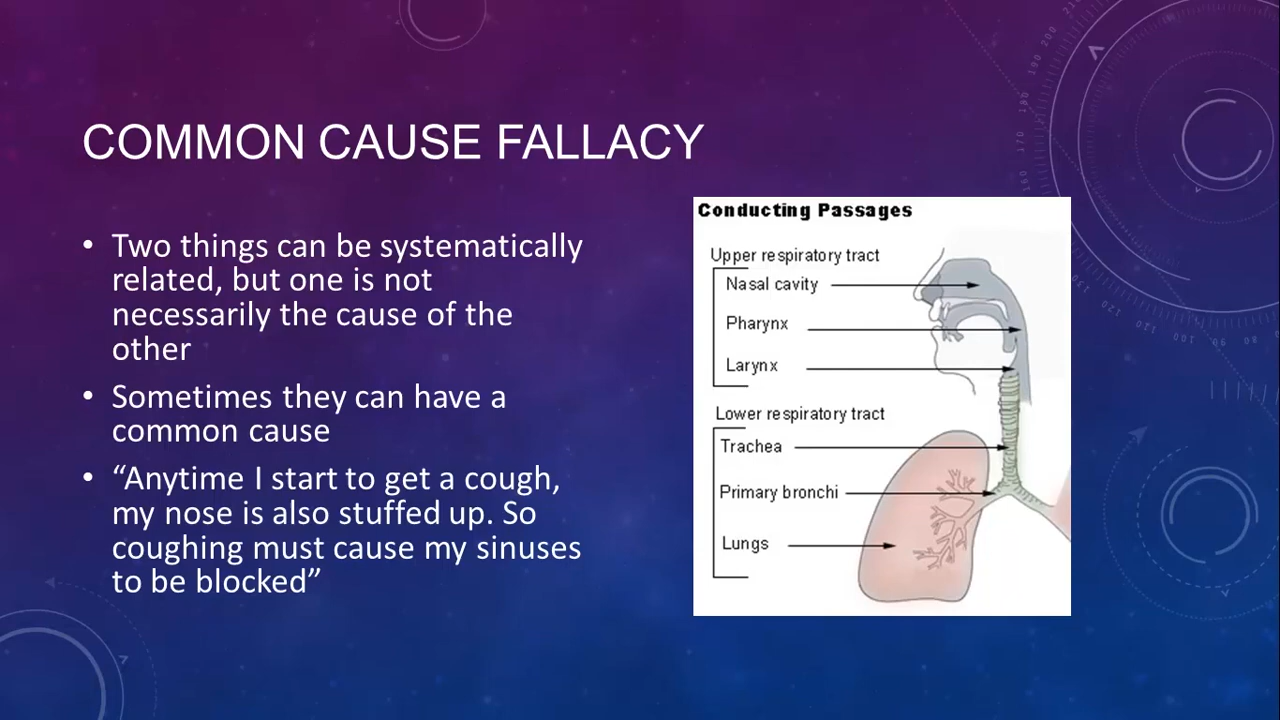 COMMON CAUSE FALLACY
• Two things can be systematically
related, but one is not
necessarily the cause of the
other
• Sometimes they can have a
common cause
• “Anytime I start to get a cough,
my nose is also stuffed up. So
coughing must cause my sinuses
to be blocked”
Conducting Passages
Upper respiratory tract
Nasal cavity
Pharynx
Larynx
Lower respiratory tract
Trachea
Primary bronchi
Lungs